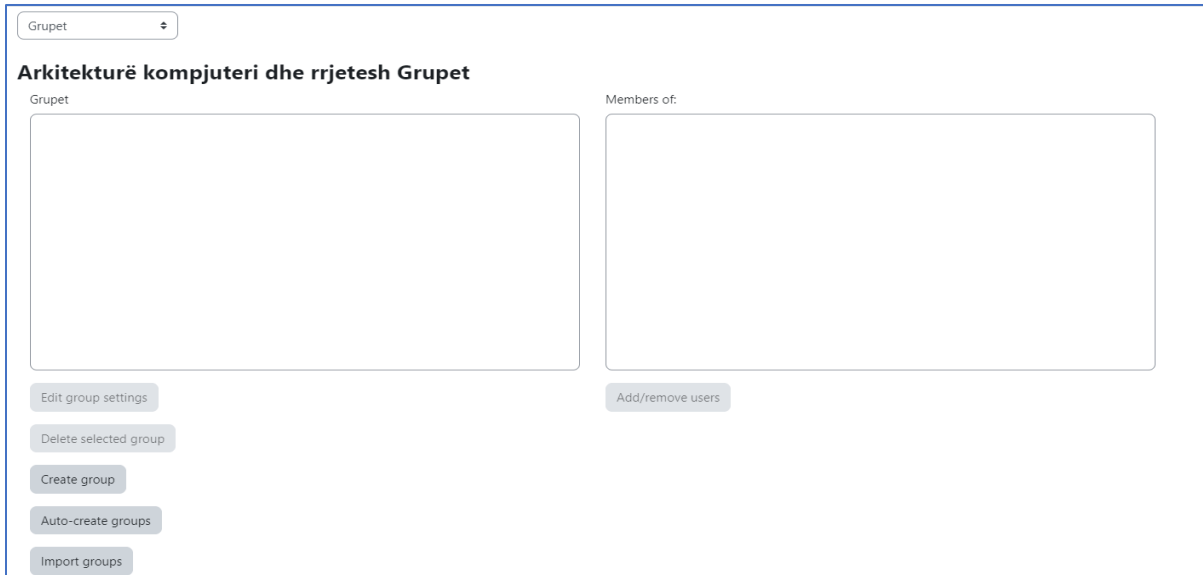 Grupet
Arkitekturë kompjuteri dhe rrjetesh Grupet
Grupet
Members of:
Edit group settings
Add/remove users
Delete selected group
Create group
Auto-create groups
Import groups